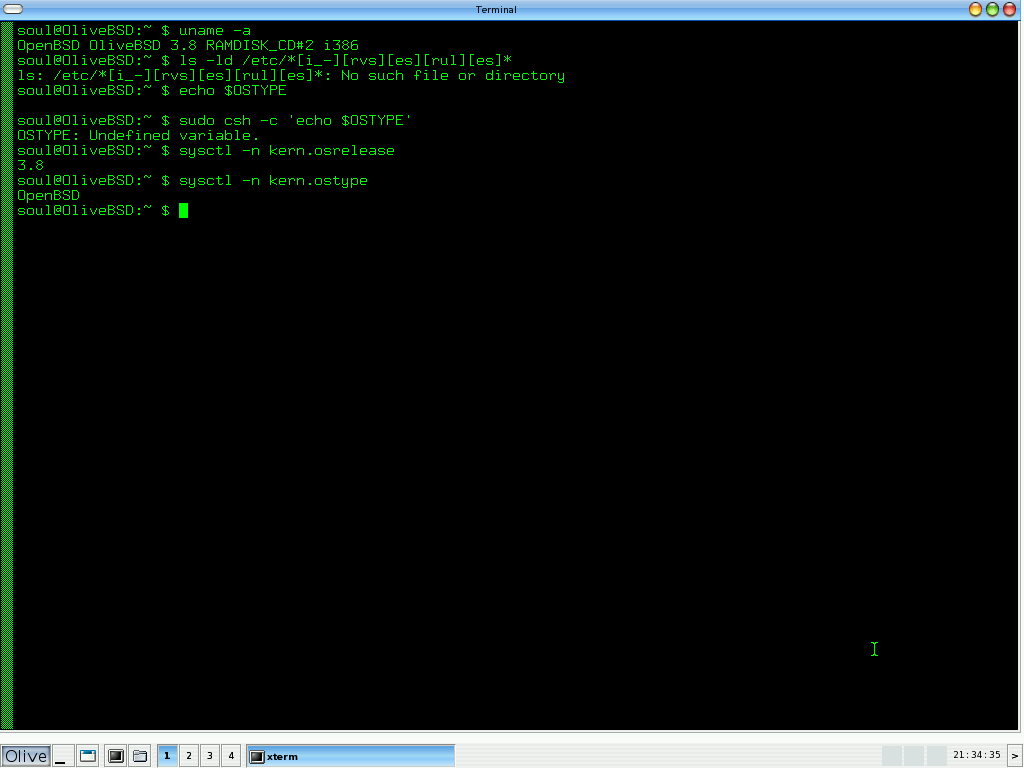 Terminal
soul@OliveBSD:~ $ uname -a
OpenBSD OliveBSD 3.8 RAMDISK_CD#2 i386
soul@OliveBSD:~ $ ls -ld /etc/*[i_-][rvs][es][rul][es]*
ls: /etc/*[i_-][rvs][es][rul][es]*: No such file or directory
soul@OliveBSD:~ $ echo $OSTYPE
soul@OliveBSD:~ $ sudo csh -c 'echo $OSTYPE'
OSTYPE: Undefined variable.
soul@OliveBSD:~ $ sysctl -n kern.osrelease
3.8
soul@OliveBSD:~ $ sysctl -n kern.ostype
OpenBSD
soul@OliveBSD:~ $
Olive 1 2 3 4 xterm 21:34:35 >